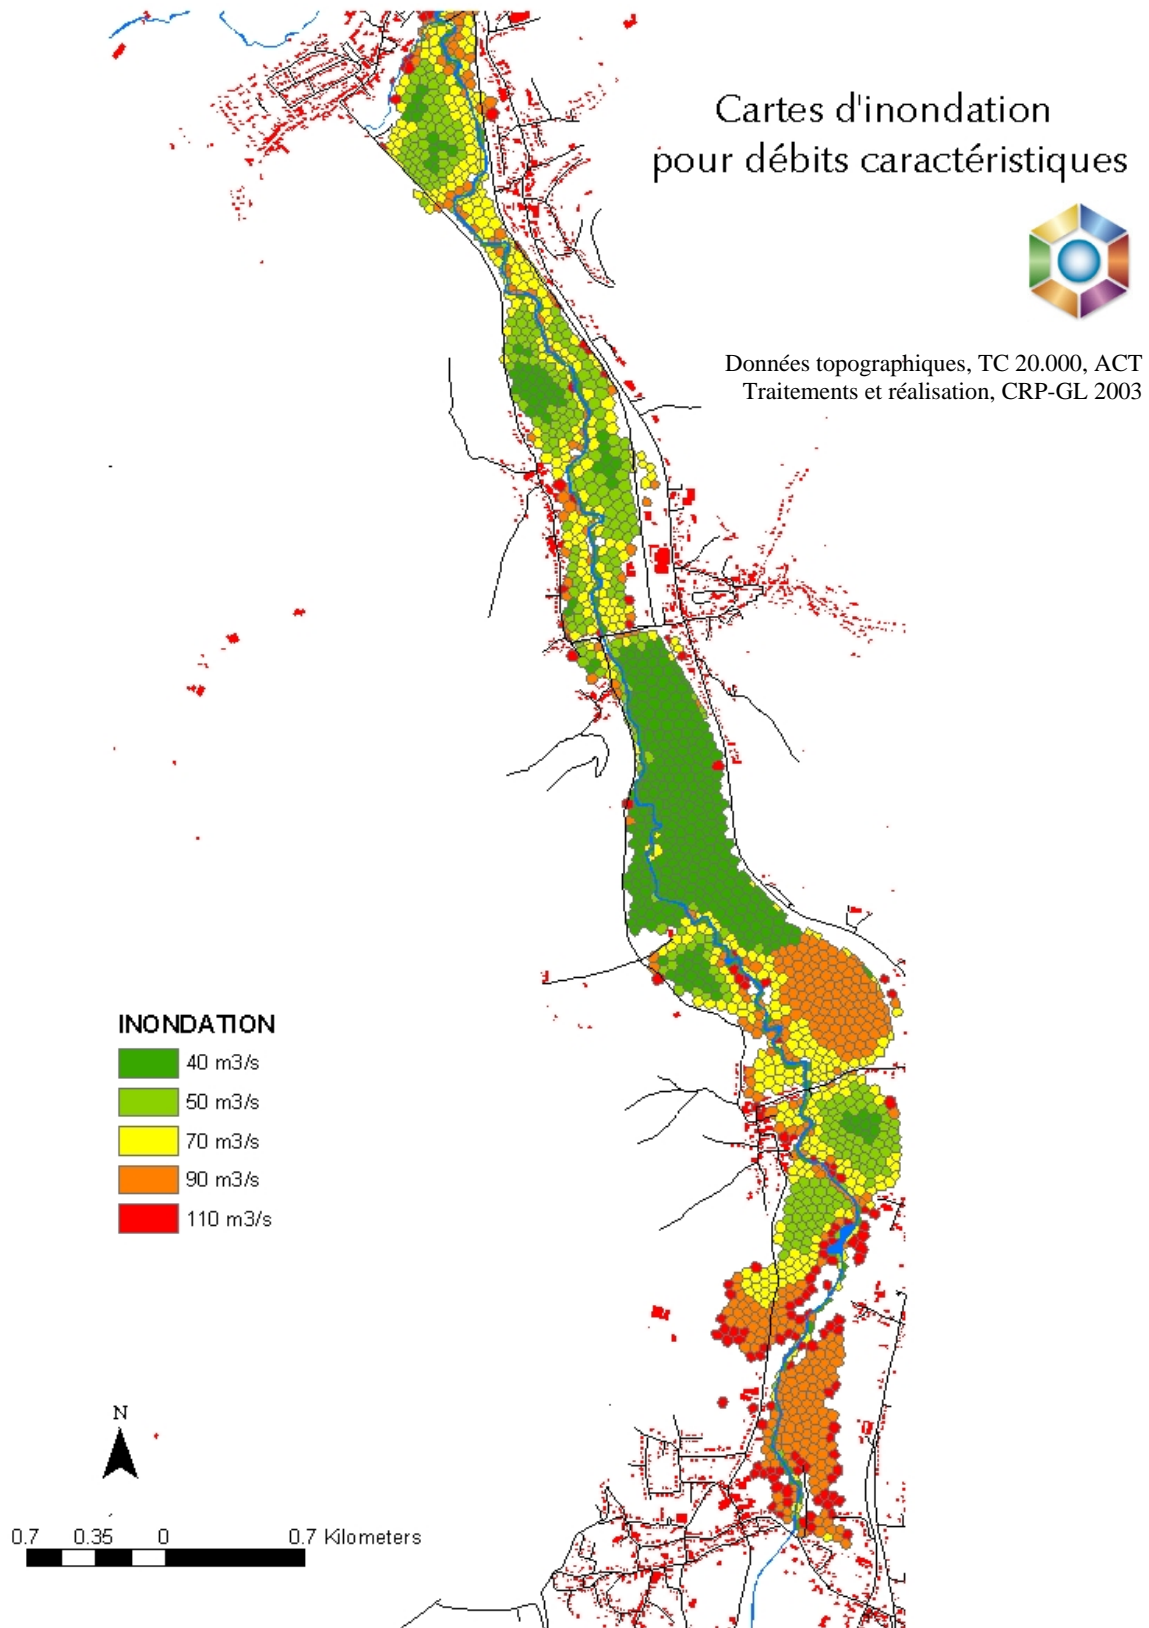 Cartes d'inondation
pour débits caractéristiques
Données topographiques, TC 20.000, ACT
Traitements et réalisation, CRP-GL 2003
INONDATION
40 m3/s
50 m3/s
70 m3/s
90 m3/s
110 m3/s
N
0.7 0.35 0 0.7 Kilometers